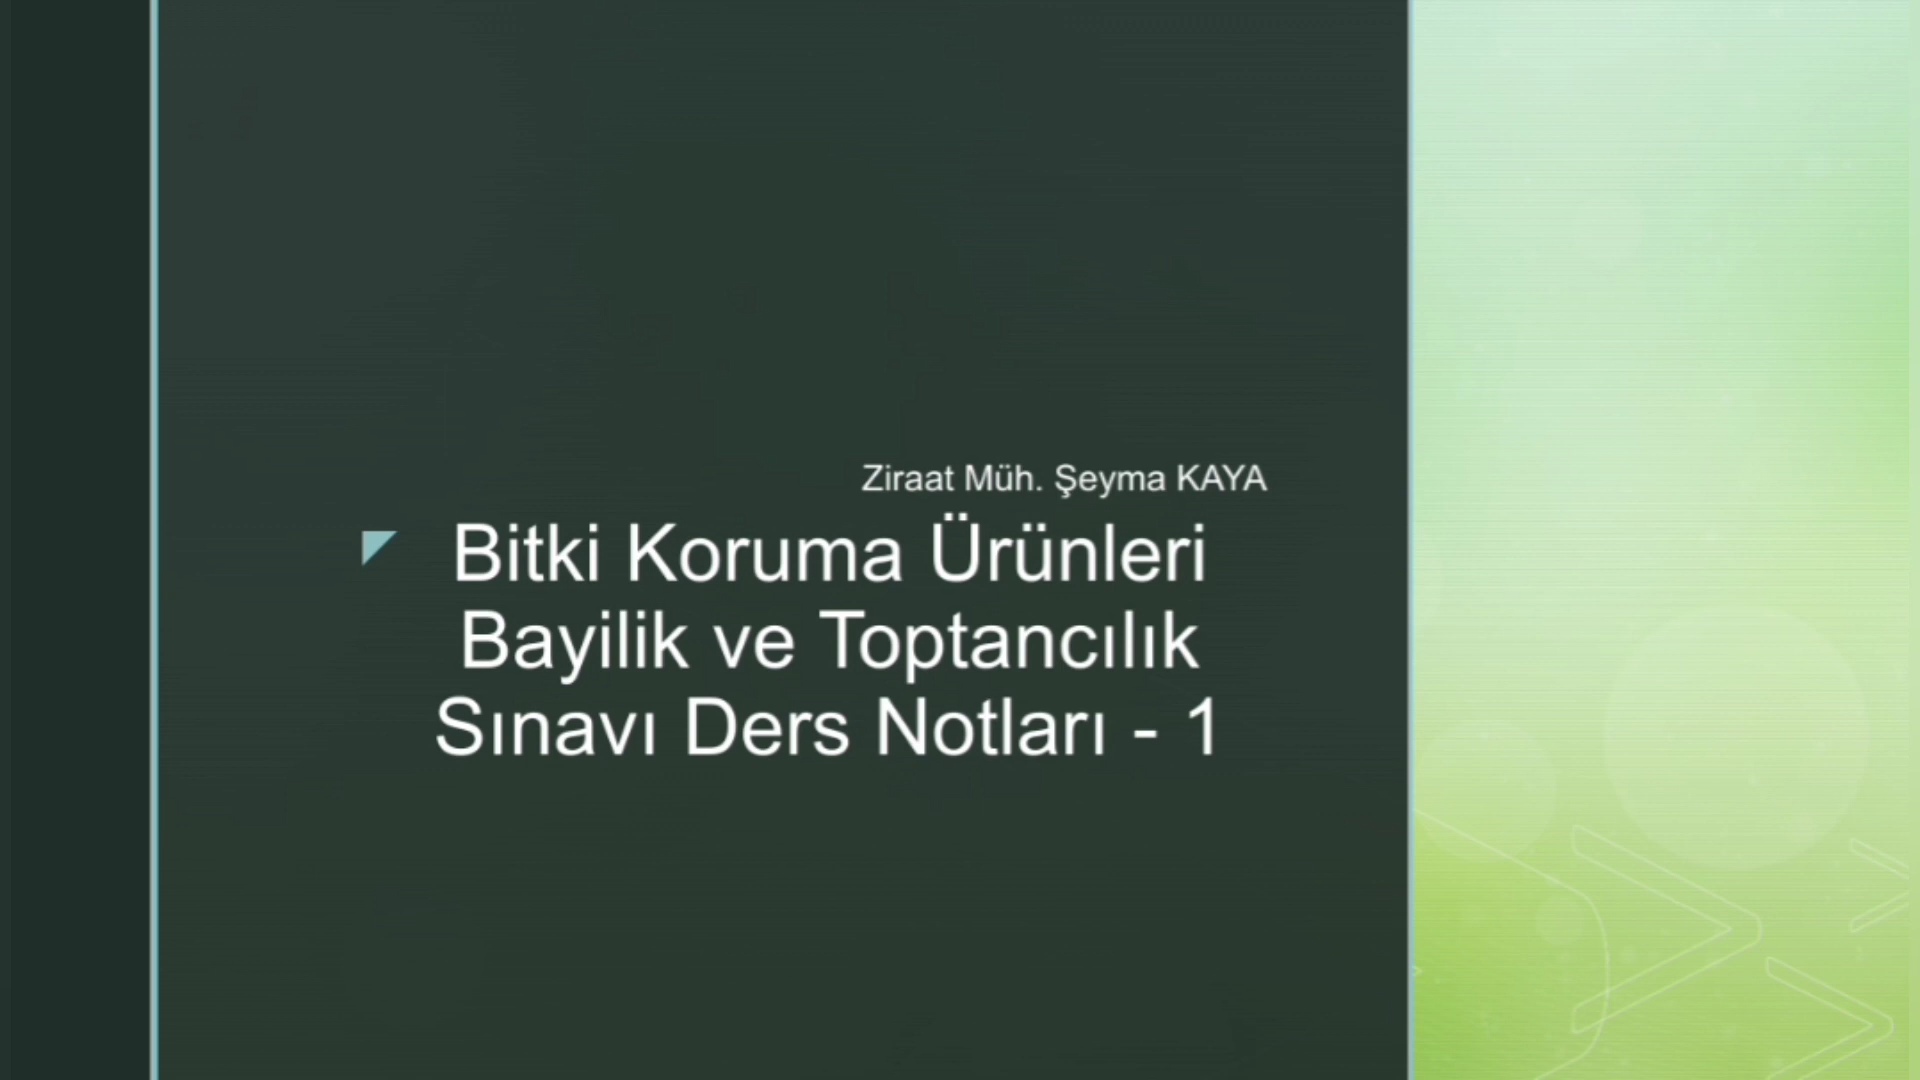 Ziraat Müh. Şeyma KAYA
Bitki Koruma Ürünleri
Bayilik ve Toptancılık
Sınavı Ders Notları - 1